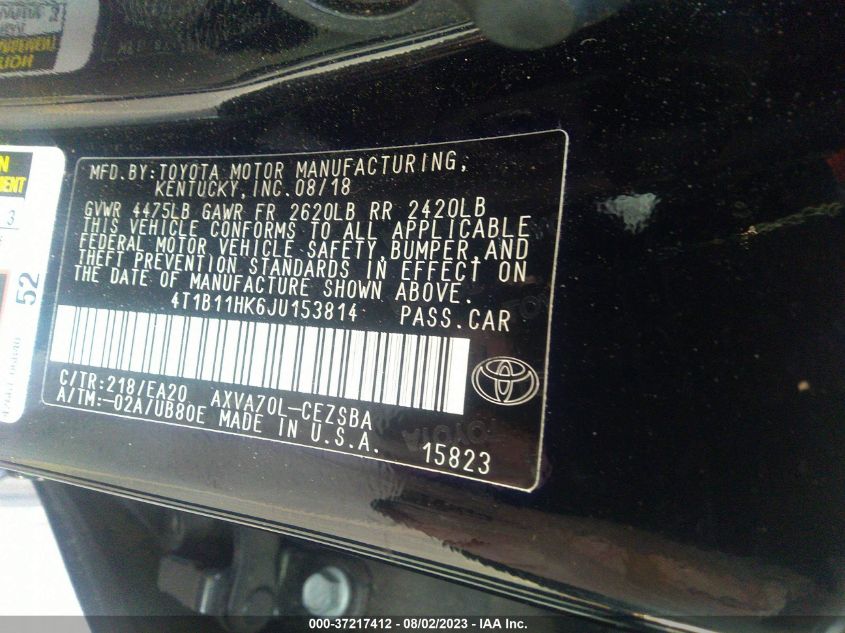 MFD.BY:TOYOTA MOTOR MANUFACTURING,
KENTUCKY, INC.08/18
GVWR 4475LB GAWR FR 2620LB RR 2420LB
THIS VEHICLE CONFORMS TO ALL APPLICABLE
FEDERAL MOTOR VEHICLE SAFETY,BUMPER,AND
THEFT PREVENTION STANDARDS IN EFFECT ON
THE DATE OF MANUFACTURE SHOWN ABOVE.
4T1B11HK6JU153814 PASS.CAR
C/TR:218/EA20 AXVA70L-CEZSBA
A/TM:-02A/UB80E MADE IN U.S.A. 15823
TOYOTA
52
3
000-37217412 - 08/02/2023 - IAA Inc.